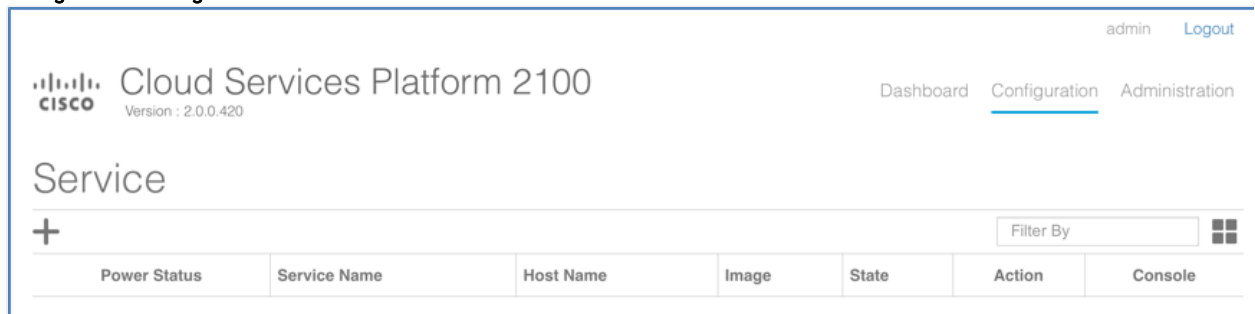 admin Logout
CISCO
Cloud Services Platform 2100
Version : 2.0.0.420
Dashboard Configuration Administration
Service
+
Filter By
Power Status Service Name Host Name Image State Action Console